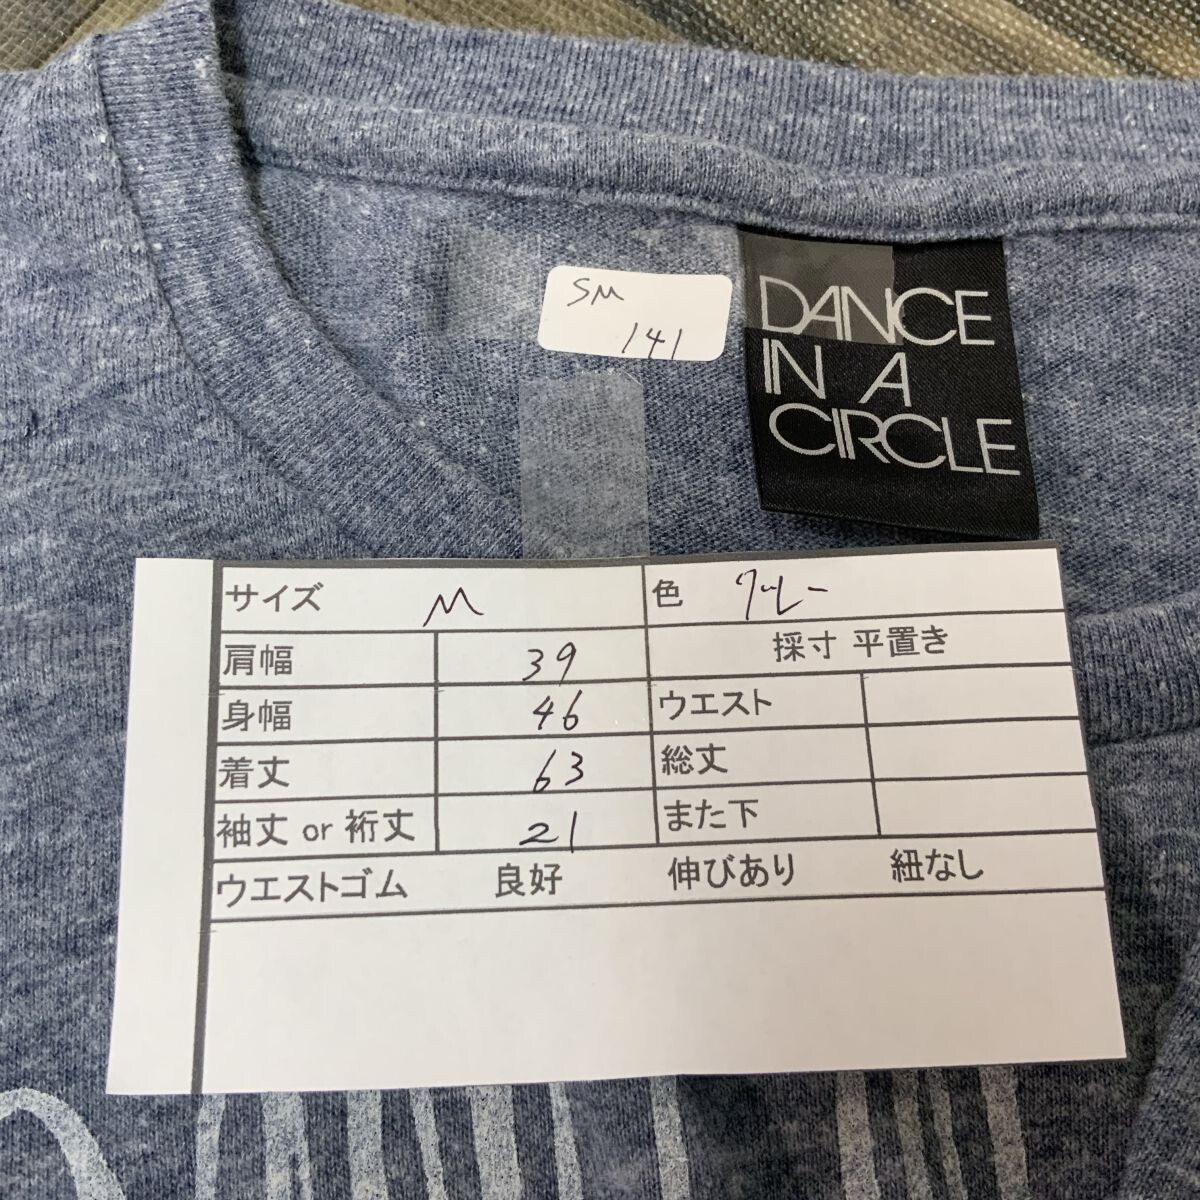 SM
141
DANCE
IN A
CIRCLE
サイズ M 色 グレー
肩幅 39 採寸 平置き
身幅 46 ウエスト
着丈 63 総丈
袖丈 or 裄丈 21 また下
ウエストゴム 良好 伸びあり 紐なし